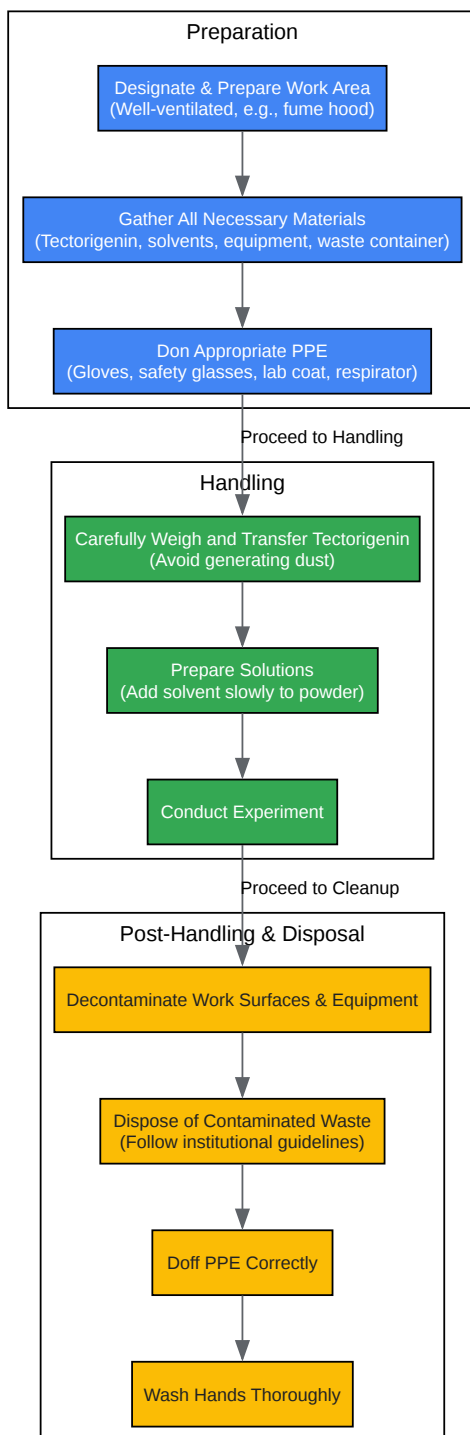 Preparation
Designate & Prepare Work Area
(Well-ventilated, e.g., fume hood)
Gather All Necessary Materials
(Tectorigenin, solvents, equipment, waste container)
Don Appropriate PPE
(Gloves, safety glasses, lab coat, respirator)
Proceed to Handling
Handling
Carefully Weigh and Transfer Tectorigenin
(Avoid generating dust)
Prepare Solutions
(Add solvent slowly to powder)
Conduct Experiment
Proceed to Cleanup
Post-Handling & Disposal
Decontaminate Work Surfaces & Equipment
Dispose of Contaminated Waste
(Follow institutional guidelines)
Doff PPE Correctly
Wash Hands Thoroughly